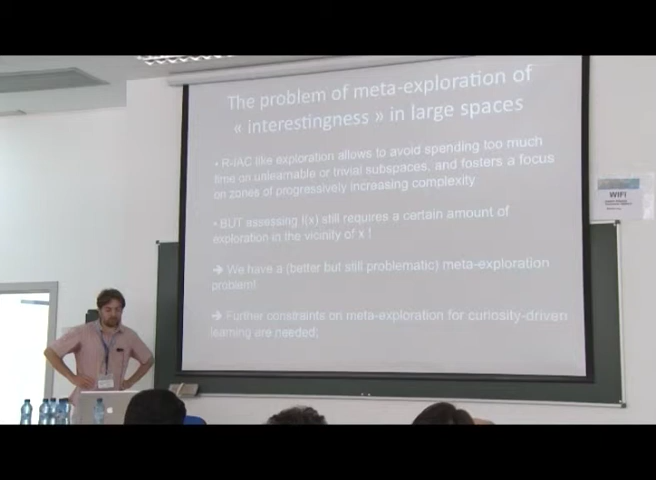 The problem of meta-exploration of
« interestingness » in large spaces
• R-IAC like exploration allows to avoid spending too much
time on unlearnable or trivial subspaces, and fosters a focus
on zones of progressively increasing complexity
• BUT assessing I(x) still requires a certain amount of
exploration in the vicinity of x !
➔ We have a (better but still problematic) meta-exploration
problem!
➔ Further constraints on meta-exploration for curiosity-driven
learning are needed;
WIFI